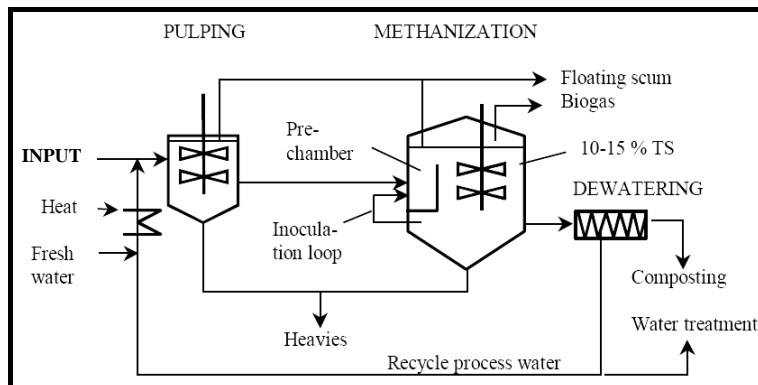 PULPING
METHANIZATION
Floating scum
Biogas
Pre-
chamber
10-15 % TS
INPUT
DEWATERING
Heat
Inocula-
tion loop
Fresh
water
Composting
Heavies
Water treatment
Recycle process water